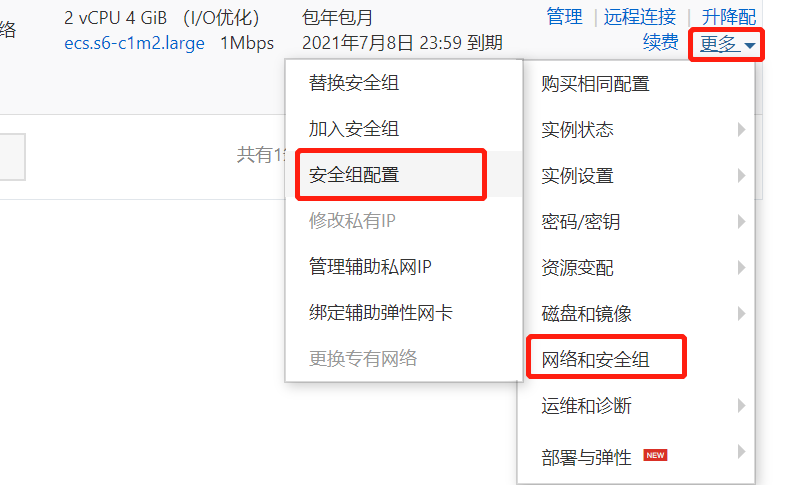 络
2 vCPU 4 GiB （I/O优化） 包年包月 管理 远程连接 升降配
ecs.s6-c1m2.large 1Mbps 2021年7月8日 23:59 到期 续费 更多
共有1
替换安全组
加入安全组
安全组配置
修改私有IP
管理辅助私网IP
绑定辅助弹性网卡
更换专有网络
购买相同配置
实例状态
实例设置
密码/密钥
资源变配
磁盘和镜像
网络和安全组
运维和诊断
部署与弹性 NEW